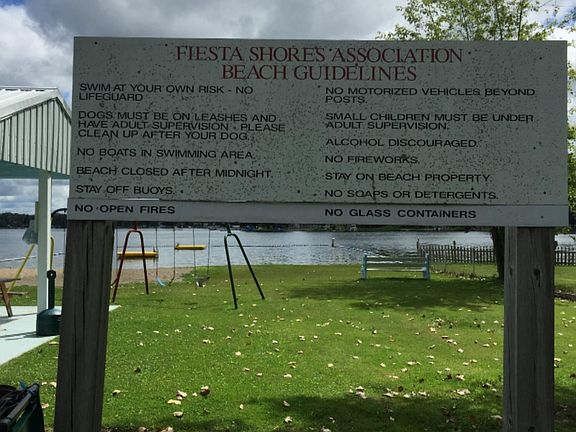 FIESTA SHORES ASSOCIATION
BEACH GUIDELINES
SWIM AT YOUR OWN RISK - NO
LIFEGUARD
DOGS MUST BE ON LEASHES AND
HAVE ADULT SUPERVISION - PLEASE
CLEAN UP AFTER YOUR DOG.
NO BOATS IN SWIMMING AREA.
BEACH CLOSED AFTER MIDNIGHT.
STAY OFF BUOYS.
NO OPEN FIRES
NO MOTORIZED VEHICLES BEYOND
POSTS.
SMALL CHILDREN MUST BE UNDER
ADULT SUPERVISION.
ALCOHOL DISCOURAGED.
NO FIREWORKS.
STAY ON BEACH PROPERTY.
NO SOAPS OR DETERGENTS.
NO GLASS CONTAINERS